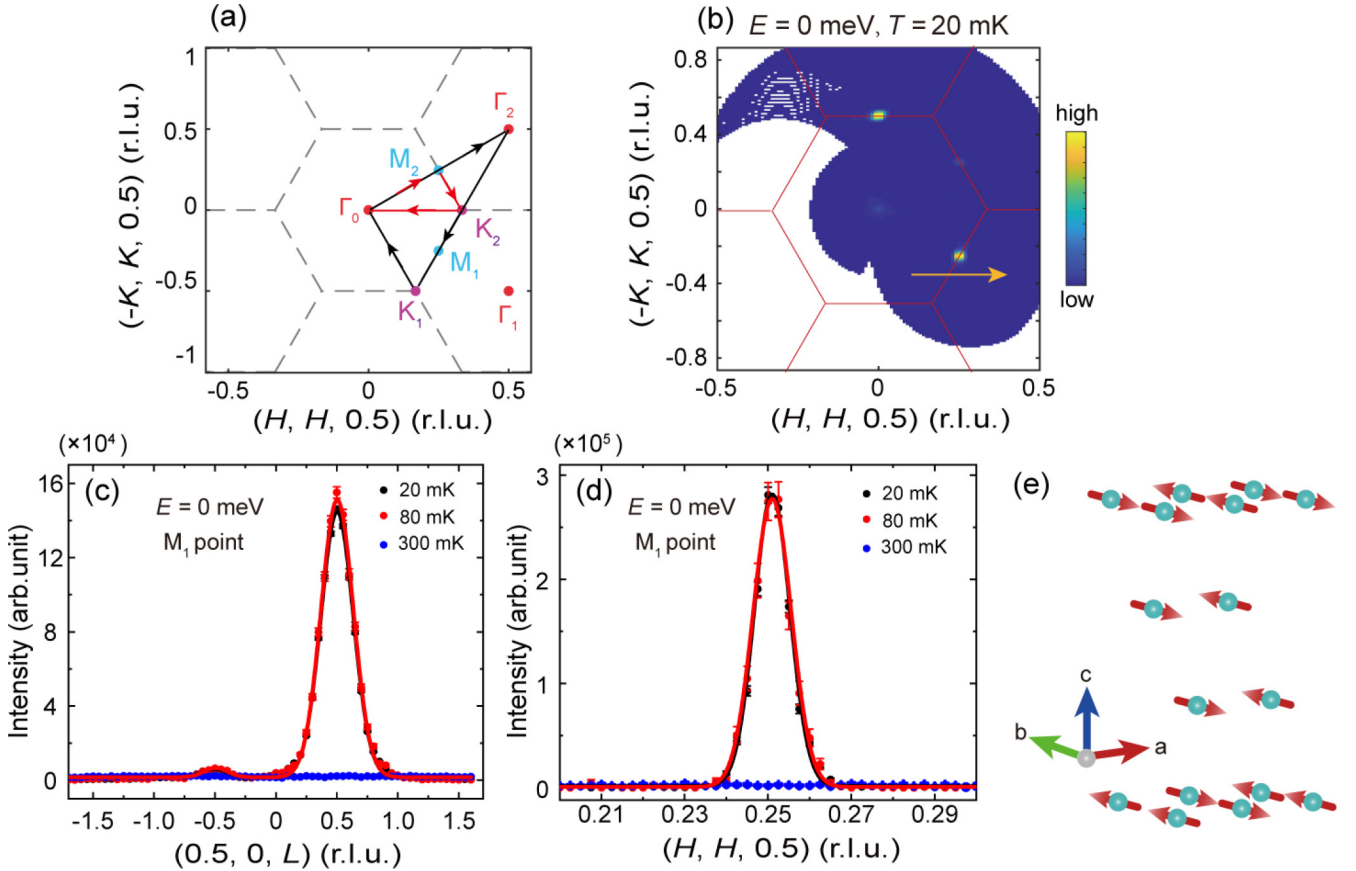 (a)
1
0.5
0
-0.5
-1
(-K, K, 0.5) (r.l.u.)
Γ₂
M₂
Γ₀
K₂
M₁
K₁
Γ₁
-0.5
0
0.5
(H, H, 0.5) (r.l.u.)
(b)
E = 0 meV, T = 20 mK
0.8
0.4
0
-0.4
-0.8
(-K, K, 0.5) (r.l.u.)
-0.5
0
0.5
(H, H, 0.5) (r.l.u.)
high
low
(×10⁴)
(c)
16
12
8
4
0
Intensity (arb.unit)
E = 0 meV
M₁ point
20 mK
80 mK
300 mK
-1.5
-1.0
-0.5
0
0.5
1.0
1.5
(0.5, 0, L) (r.l.u.)
(×10⁵)
(d)
3
2
1
0
Intensity (arb.unit)
E = 0 meV
M₁ point
20 mK
80 mK
300 mK
0.21
0.23
0.25
0.27
0.29
(H, H, 0.5) (r.l.u.)
(e)
c
b
a